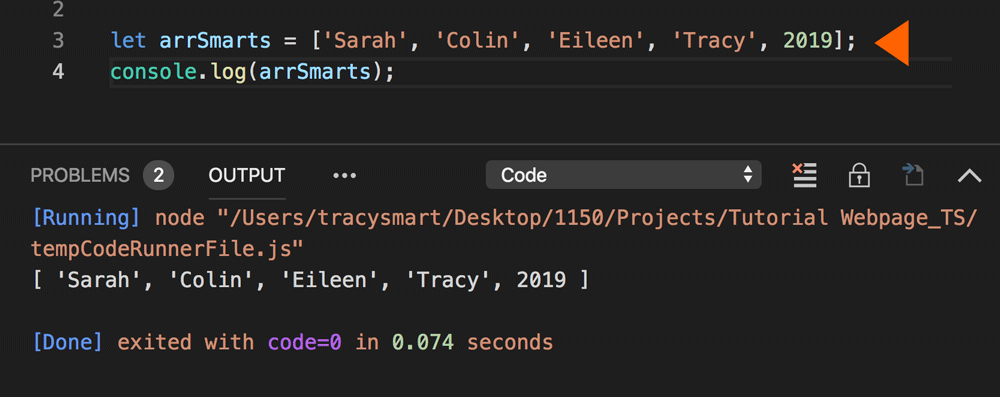 2
3 let arrSmarts = ['Sarah', 'Colin', 'Eileen', 'Tracy', 2019];
4 console.log(arrSmarts);
PROBLEMS 2 OUTPUT ••• Code
[Running] node "/Users/tracysmart/Desktop/1150/Projects/Tutorial Webpage_TS/
tempCodeRunnerFile.js"
[ 'Sarah', 'Colin', 'Eileen', 'Tracy', 2019 ]
[Done] exited with code=0 in 0.074 seconds